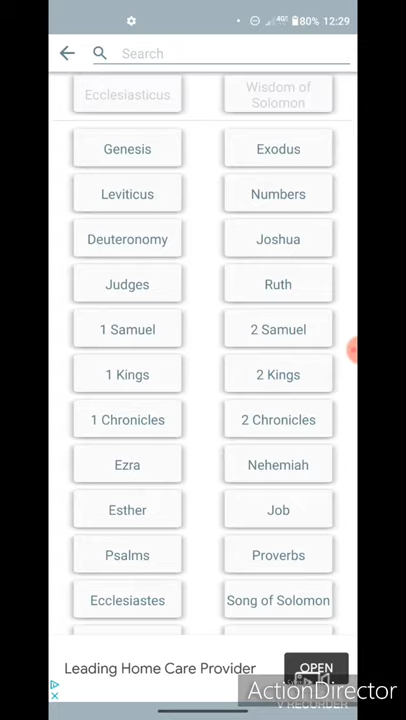 4G 80% 12:29
Search
Ecclesiasticus
Wisdom of
Solomon
Genesis
Exodus
Leviticus
Numbers
Deuteronomy
Joshua
Judges
Ruth
1 Samuel
2 Samuel
1 Kings
2 Kings
1 Chronicles
2 Chronicles
Ezra
Nehemiah
Esther
Job
Psalms
Proverbs
Ecclesiastes
Song of Solomon
Leading Home Care Provider
OPEN
ActionDirector
RECORDER